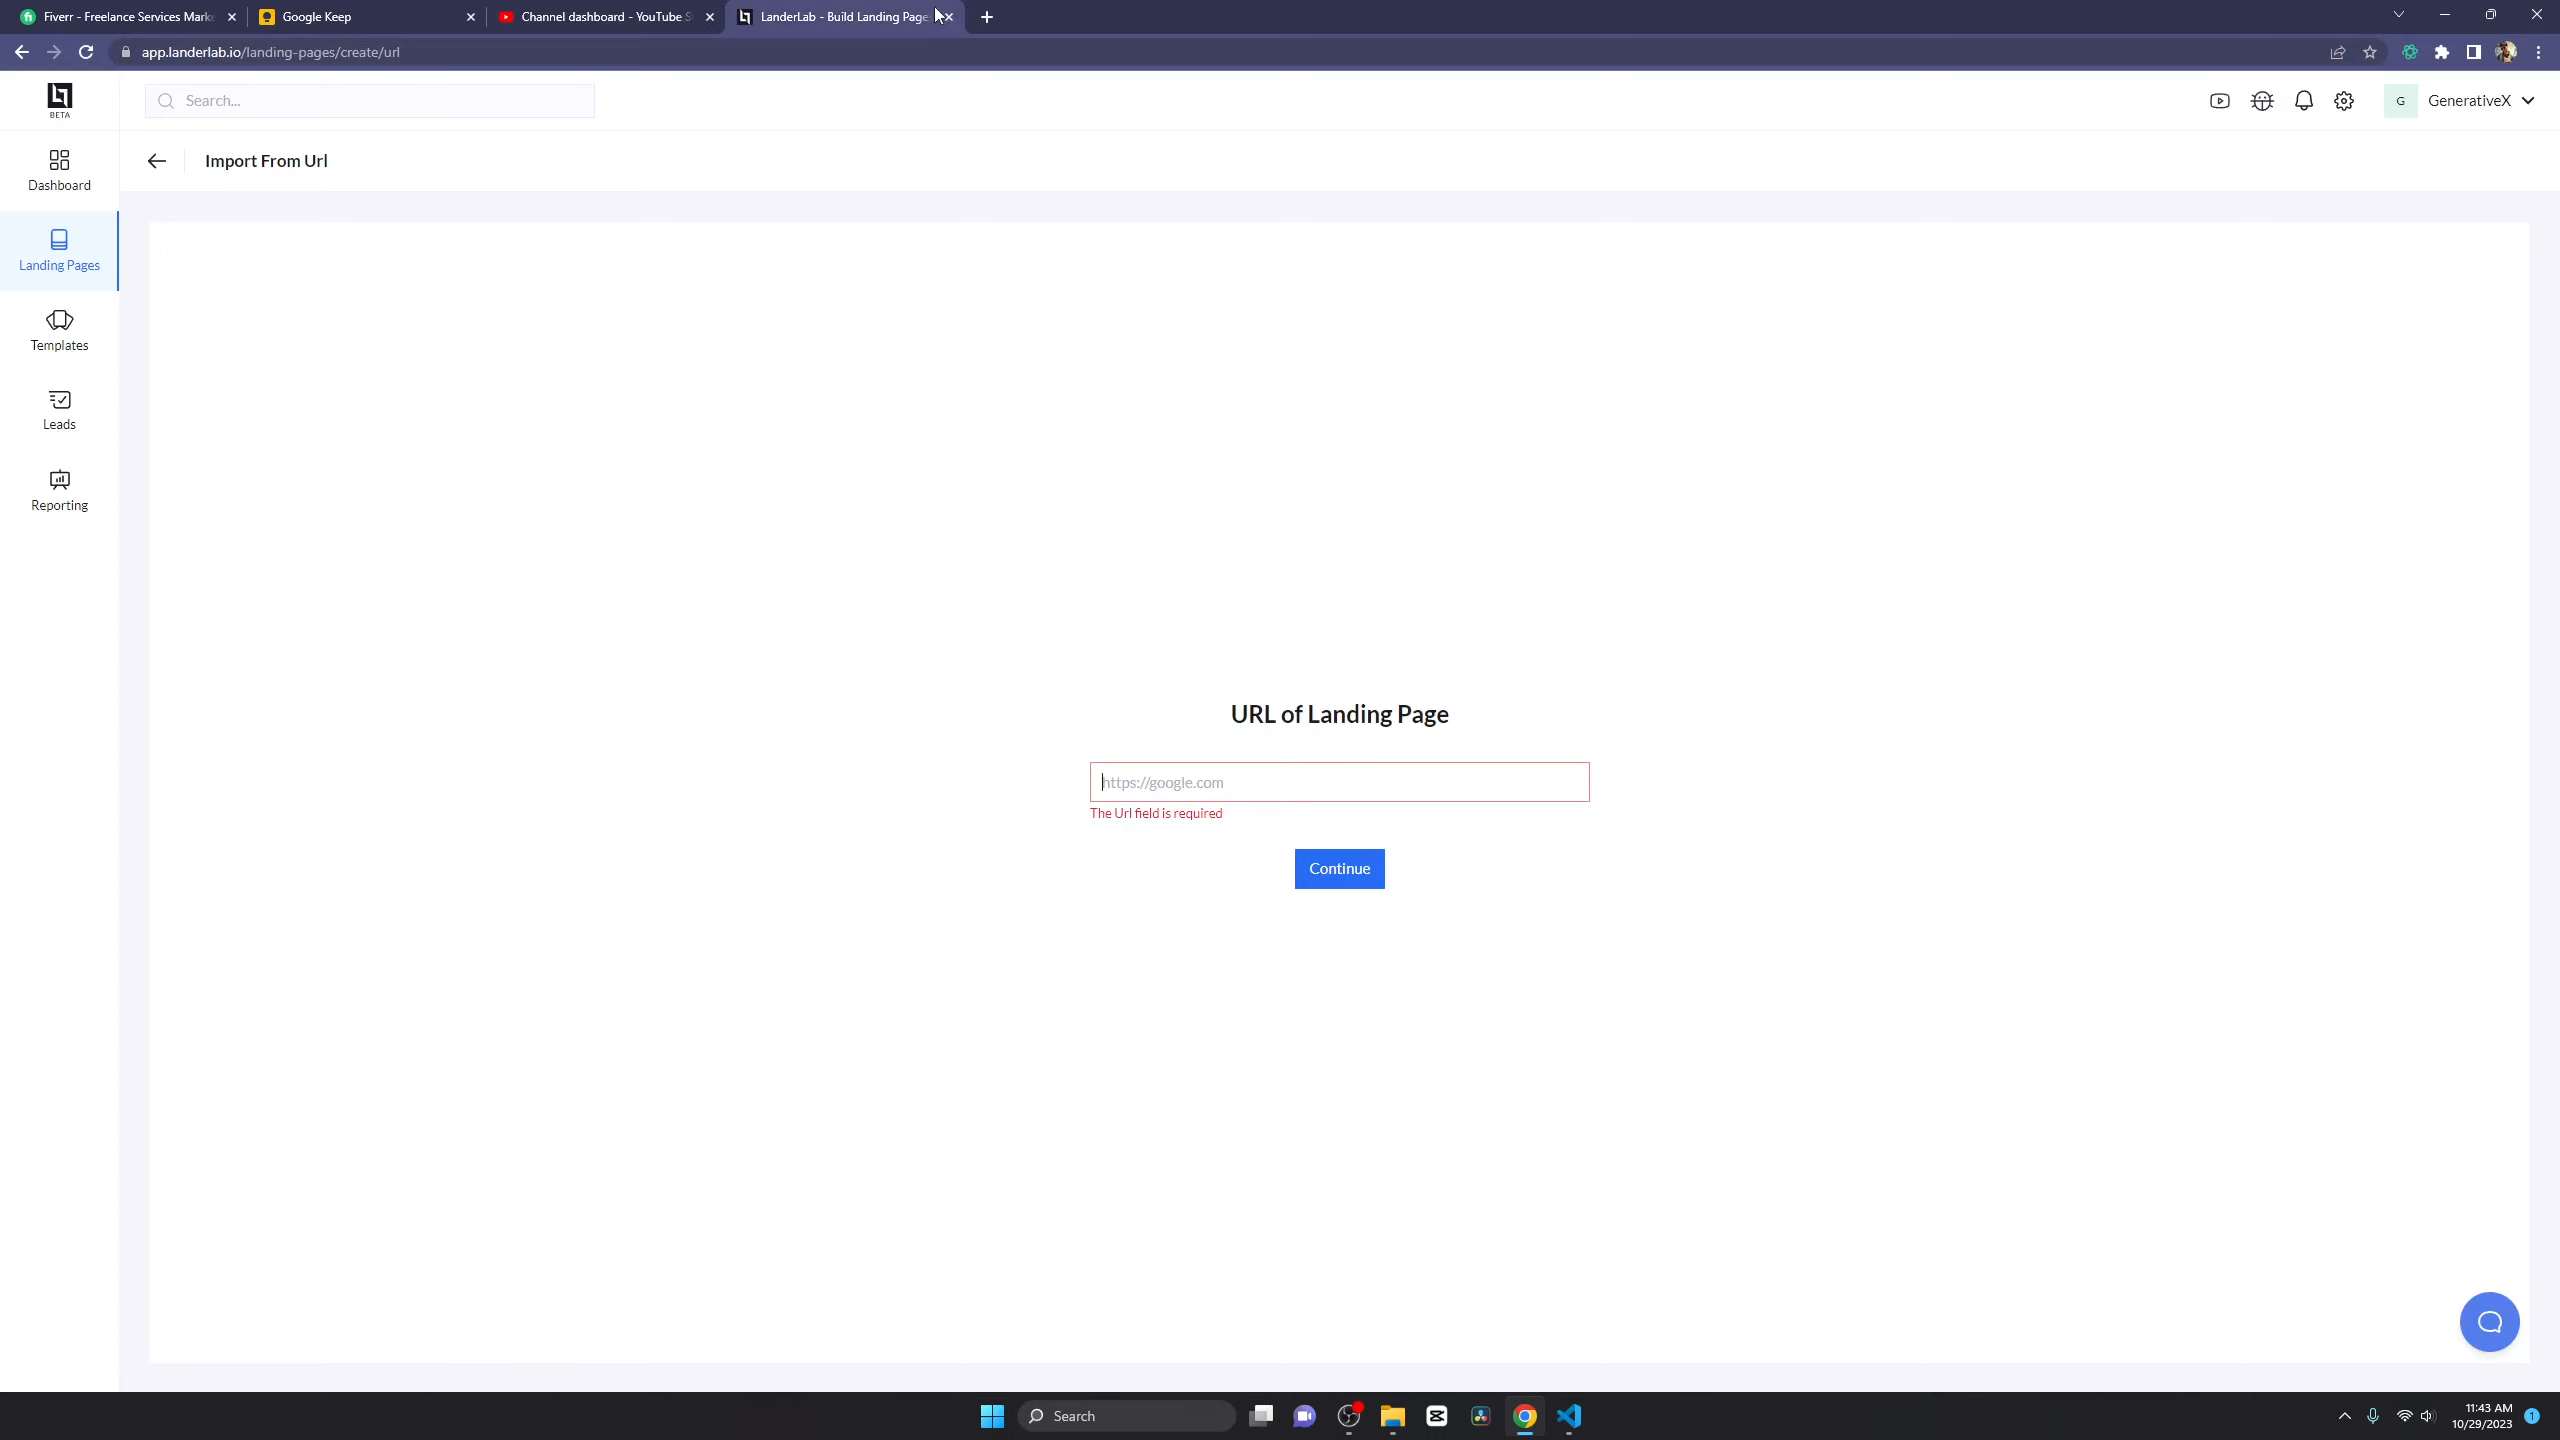 Fiverr - Freelance Services Marke
Google Keep
Channel dashboard - YouTube S
LanderLab - Build Landing Page
app.landerlab.io/landing-pages/create/url
BETA
Search...
G
GenerativeX
Import From Url
Dashboard
Landing Pages
Templates
Leads
Reporting
URL of Landing Page
https://google.com
The Url field is required
Continue
Search
11:43 AM
10/29/2023
1